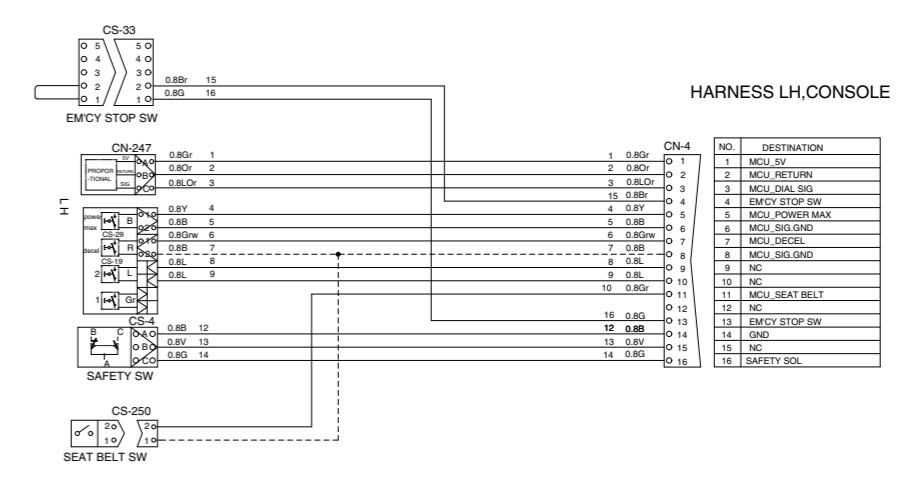 CS-33
5 5
4 4
3 3
2 2 0.8Br 15
1 1 0.8G 16
EM'CY STOP SW
HARNESS LH,CONSOLE
CN-247
PROPOR
-TIONAL
5V A 0.8Gr 1
RETURN B 0.8Or 2
SIG C 0.8LOr 3
LH
power
max
B 1 0.8Y 4
2 0.8B 5
CS-29
decel R 1 0.8Grw 6
2 0.8B 7
CS-19
2 L 0.8L 8
0.8L 9
1 Gr
CS-4
B C A 0.8B 12
B 0.8V 13
A C 0.8G 14
SAFETY SW
CS-250
2 2
1 1
SEAT BELT SW
CN-4
1 0.8Gr 1
2 0.8Or 2
3 0.8LOr 3
15 0.8Br 4
4 0.8Y 5
5 0.8B 6
6 0.8Grw 7
7 0.8B 8
8 0.8L 9
9 0.8L 10
10 0.8Gr 11
12
16 0.8G 13
12 0.8B 14
13 0.8V 15
14 0.8G 16
NO. DESTINATION
1 MCU_5V
2 MCU_RETURN
3 MCU_DIAL SIG
4 EM'CY STOP SW
5 MCU_POWER MAX
6 MCU_SIG.GND
7 MCU_DECEL
8 MCU_SIG.GND
9 NC
10 NC
11 MCU_SEAT BELT
12 NC
13 EM'CY STOP SW
14 GND
15 NC
16 SAFETY SOL